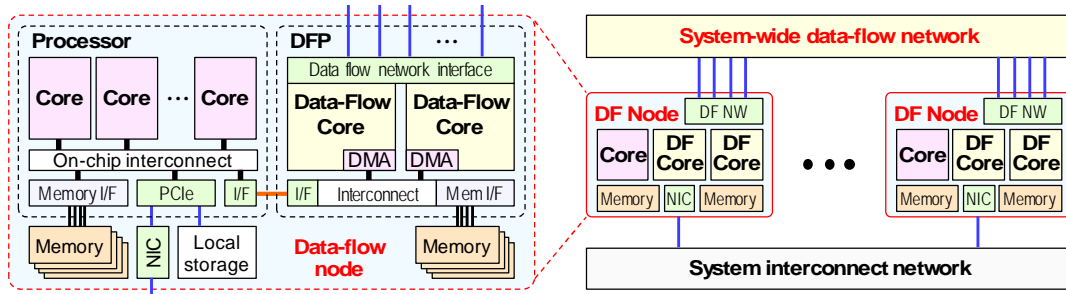 Processor
Core
Core
...
Core
On-chip interconnect
Memory I/F
PCIe
I/F
Memory
NIC
Local
storage
DFP
...
Data flow network interface
Data-Flow
Core
Data-Flow
Core
DMA
DMA
I/F
Interconnect
Mem I/F
Data-flow
node
Memory
System-wide data-flow network
DF Node
DF NW
Core
DF
Core
DF
Core
Memory
NIC
Memory
DF Node
DF NW
Core
DF
Core
DF
Core
Memory
NIC
Memory
System interconnect network